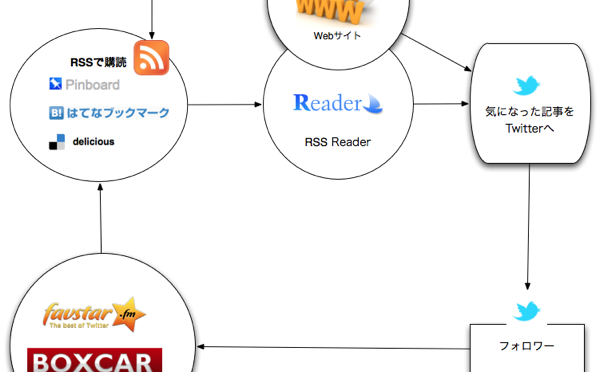 WWW
Webサイト
RSSで購読
Pinboard
B! はてなブックマーク
delicious
Reader
RSS Reader
気になった記事を
Twitterへ
favstar.fm
The best of Twitter
BOXCAR
フォロワー